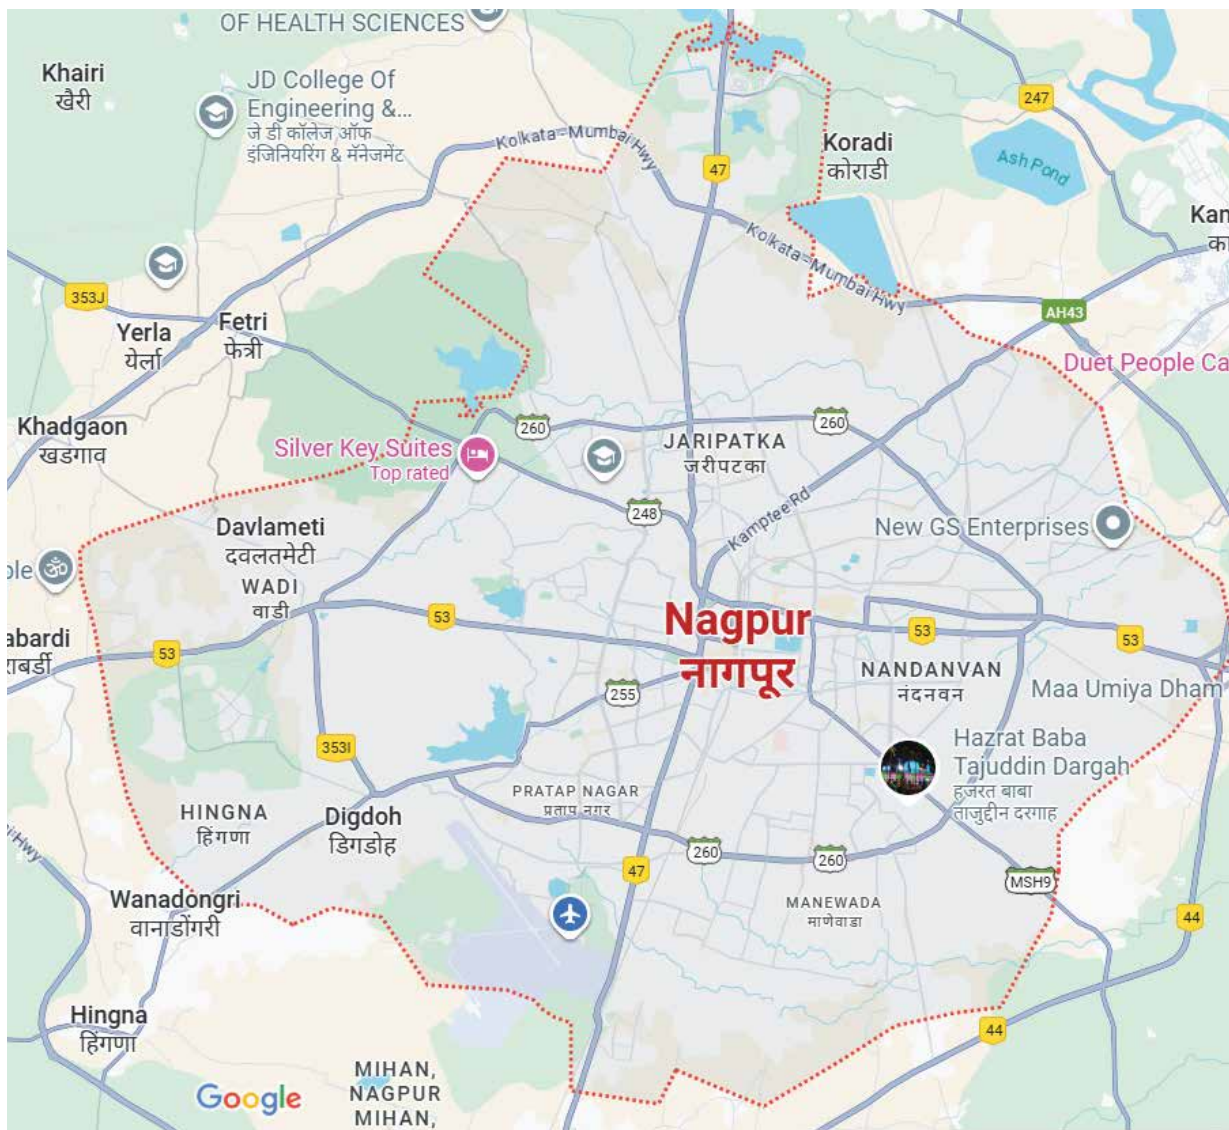 OF HEALTH SCIENCES
Khairi
खैरी
JD College Of
Engineering &...
जे डी कॉलेज ऑफ
इंजिनियरिंग & मॅनेजमेंट
Kolkata-Mumbai Hwy
47
Koradi
कोराडी
247
Ash Pond
Kan
का
Kolkata-Mumbai Hwy
353J
AH43
Yerla
येर्ला
Fetri
फेत्री
Duet People Ca
Khadgaon
खडगाव
260
260
Silver Key Suites
Top rated
JARIPATKA
जरीपटका
248
Kamptee Rd
New GS Enterprises
Davlameti
दवलतमेटी
WADI
वाडी
ole
53
Nagpur
नागपूर
53
53
abardi
राबर्डी
53
255
NANDANVAN
नंदनवन
Maa Umiya Dham
353I
Hazrat Baba
Tajuddin Dargah
हजरत बाबा
ताजुद्दीन दरगाह
PRATAP NAGAR
प्रताप नगर
HINGNA
हिंगणा
Digdoh
डिगडोह
ai Hwy
260
260
47
MSH9
Wanadongri
वानाडोंगरी
MANEWADA
माणेवाडा
44
Hingna
हिंगणा
44
MIHAN,
NAGPUR
MIHAN,
Google